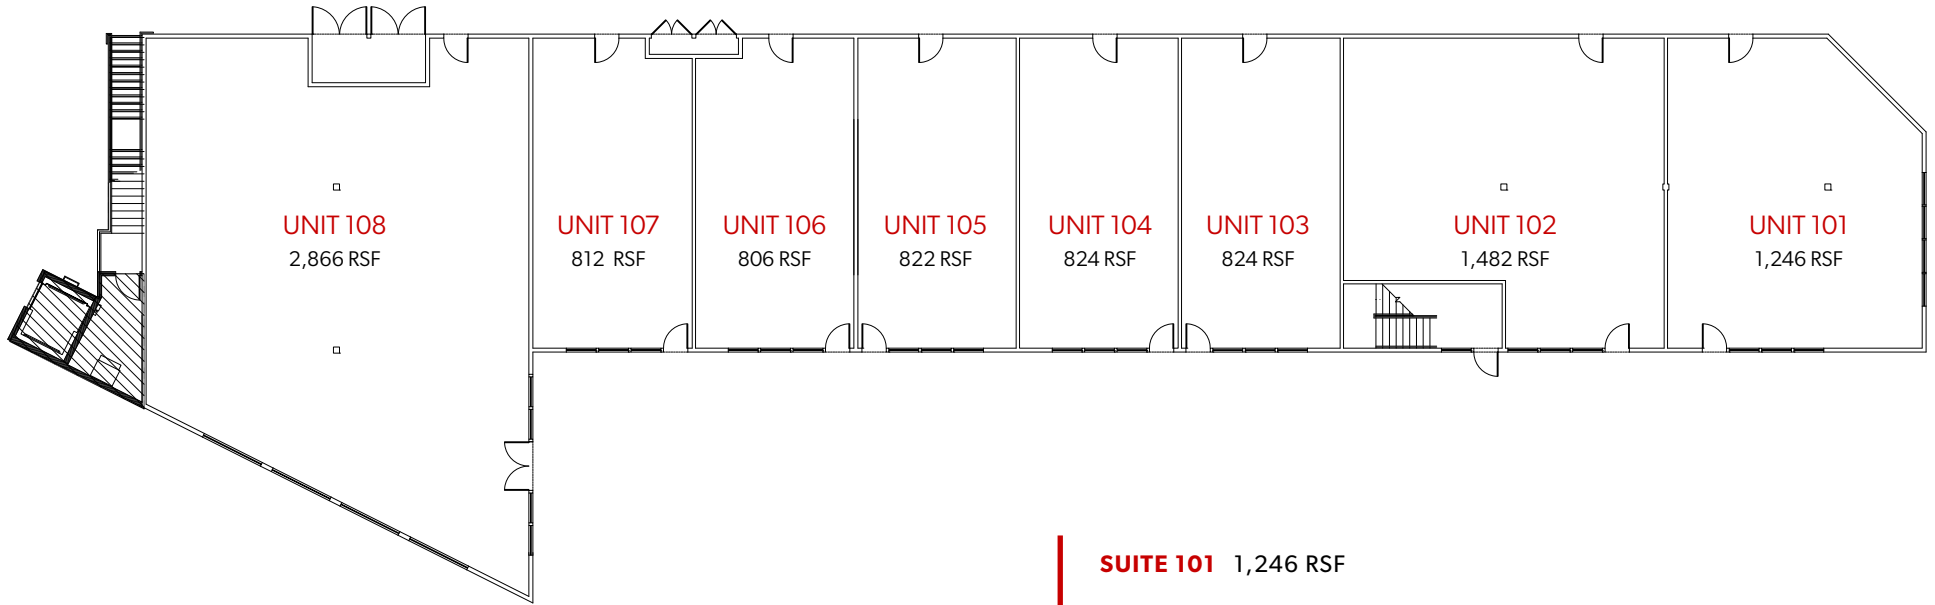 UNIT 108
2,866 RSF
UNIT 107
812 RSF
UNIT 106
806 RSF
UNIT 105
822 RSF
UNIT 104
824 RSF
UNIT 103
824 RSF
UNIT 102
1,482 RSF
UNIT 101
1,246 RSF
SUITE 101 1,246 RSF